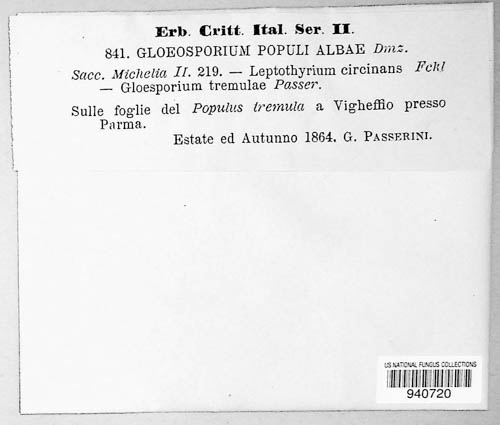 Erb. Critt. Ital. Ser. II.
841. GLOEOSPORIUM POPULI ALBAE Dmz.
Sacc. Michelia II. 219. — Leptothyrium circinans Fckl
— Gloesporium tremulae Passer.
Sulle foglie del Populus tremula a Vigheffio presso
Parma.
Estate ed Autunno 1864. G. PASSERINI.
US NATIONAL FUNGUS COLLECTIONS
940720